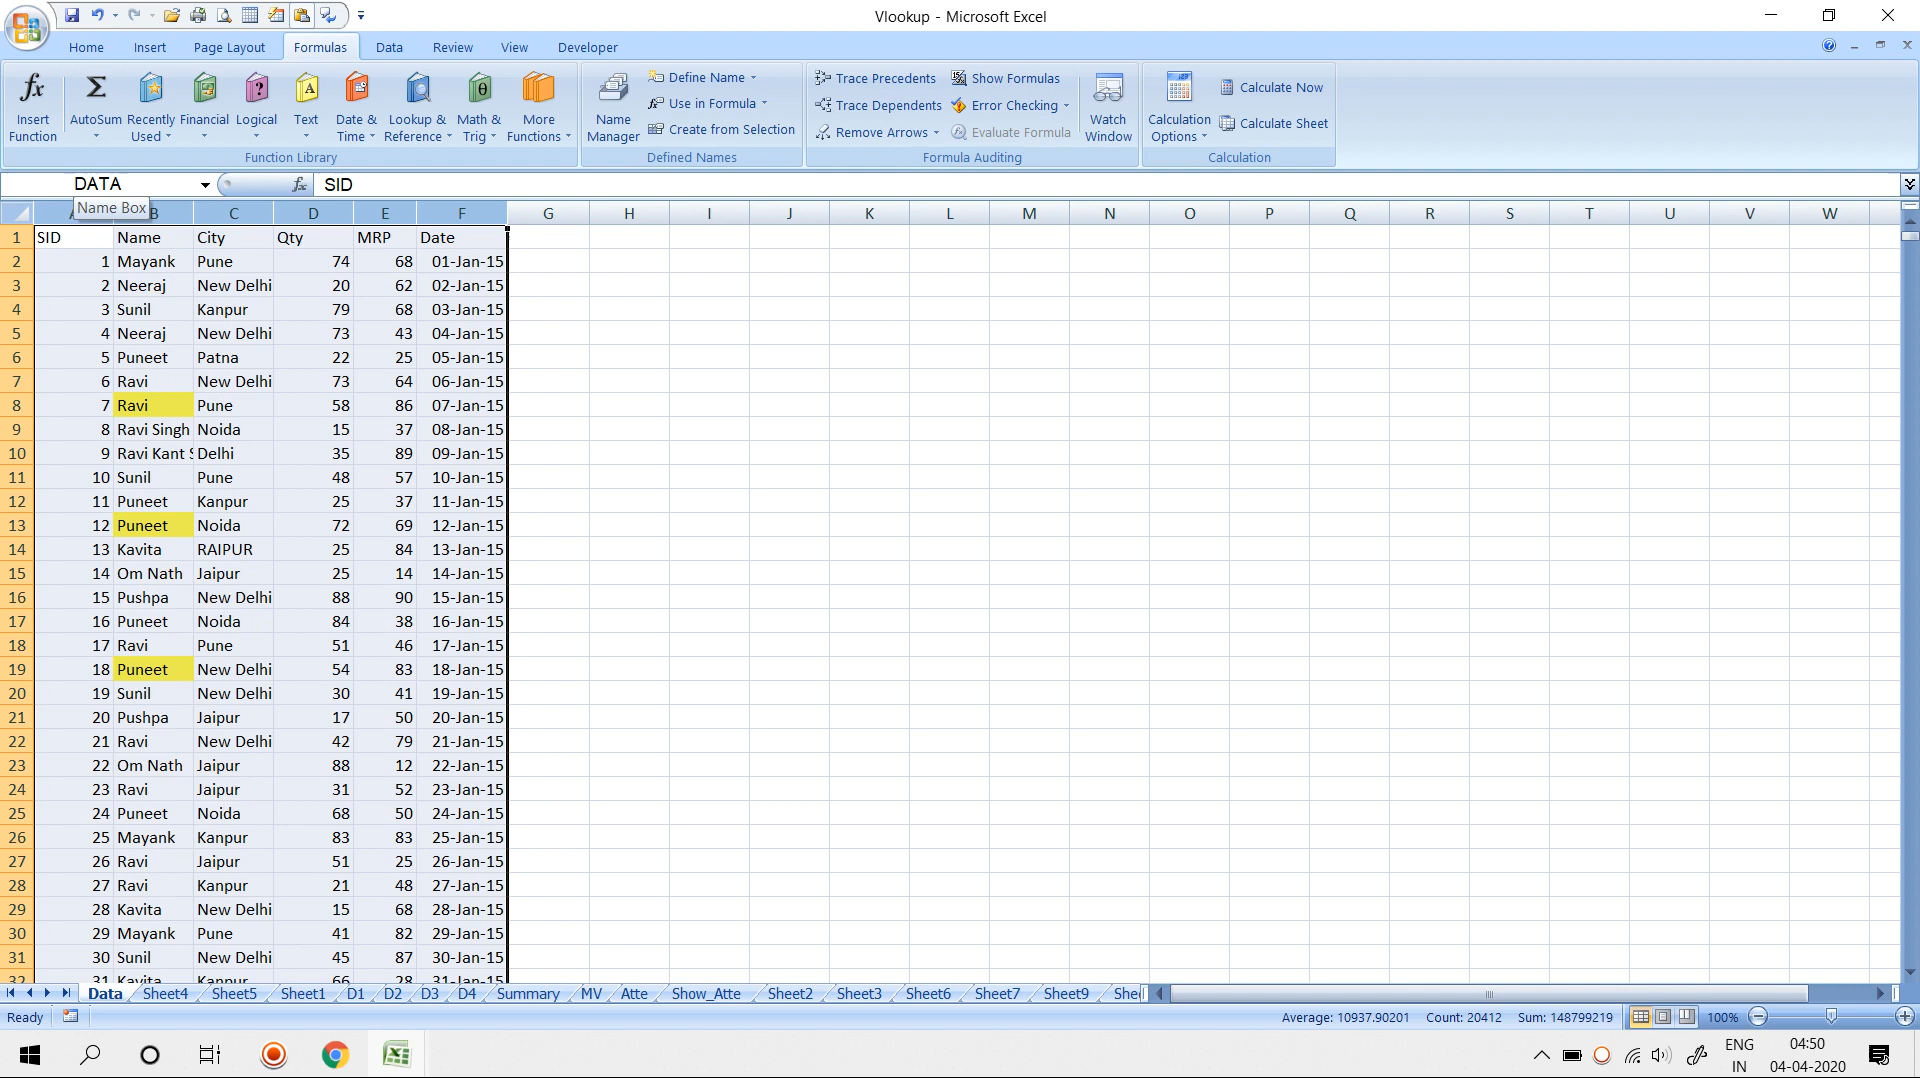 Vlookup - Microsoft Excel
Home Insert Page Layout Formulas Data Review View Developer
Insert Function
AutoSum
Recently Used
Financial
Logical
Text
Date & Time
Lookup & Reference
Math & Trig
More Functions
Function Library
Name Manager
Define Name
Use in Formula
Create from Selection
Defined Names
Trace Precedents
Trace Dependents
Remove Arrows
Show Formulas
Error Checking
Evaluate Formula
Formula Auditing
Watch Window
Calculation Options
Calculate Now
Calculate Sheet
Calculation
DATA SID
Name Box
B C D E F G H I J K L M N O P Q R S T U V W
1 SID Name City Qty MRP Date
2 1 Mayank Pune 74 68 01-Jan-15
3 2 Neeraj New Delhi 20 62 02-Jan-15
4 3 Sunil Kanpur 79 68 03-Jan-15
5 4 Neeraj New Delhi 73 43 04-Jan-15
6 5 Puneet Patna 22 25 05-Jan-15
7 6 Ravi New Delhi 73 64 06-Jan-15
8 7 Ravi Pune 58 86 07-Jan-15
9 8 Ravi Singh Noida 15 37 08-Jan-15
10 9 Ravi Kant Delhi 35 89 09-Jan-15
11 10 Sunil Pune 48 57 10-Jan-15
12 11 Puneet Kanpur 25 37 11-Jan-15
13 12 Puneet Noida 72 69 12-Jan-15
14 13 Kavita RAIPUR 25 84 13-Jan-15
15 14 Om Nath Jaipur 25 14 14-Jan-15
16 15 Pushpa New Delhi 88 90 15-Jan-15
17 16 Puneet Noida 84 38 16-Jan-15
18 17 Ravi Pune 51 46 17-Jan-15
19 18 Puneet New Delhi 54 83 18-Jan-15
20 19 Sunil New Delhi 30 41 19-Jan-15
21 20 Pushpa Jaipur 17 50 20-Jan-15
22 21 Ravi New Delhi 42 79 21-Jan-15
23 22 Om Nath Jaipur 88 12 22-Jan-15
24 23 Ravi Jaipur 31 52 23-Jan-15
25 24 Puneet Noida 68 50 24-Jan-15
26 25 Mayank Kanpur 83 83 25-Jan-15
27 26 Ravi Jaipur 51 25 26-Jan-15
28 27 Ravi Kanpur 21 48 27-Jan-15
29 28 Kavita New Delhi 15 68 28-Jan-15
30 29 Mayank Pune 41 82 29-Jan-15
31 30 Sunil New Delhi 45 87 30-Jan-15
32 31 Kavita Kanpur 66 28 31-Jan-15
Data Sheet4 Sheet5 Sheet1 D1 D2 D3 D4 Summary MV Atte Show_Atte Sheet2 Sheet3 Sheet6 Sheet7 Sheet9 She
Ready Average: 10937.90201 Count: 20412 Sum: 148799219 100%
ENG IN
04:50
04-04-2020